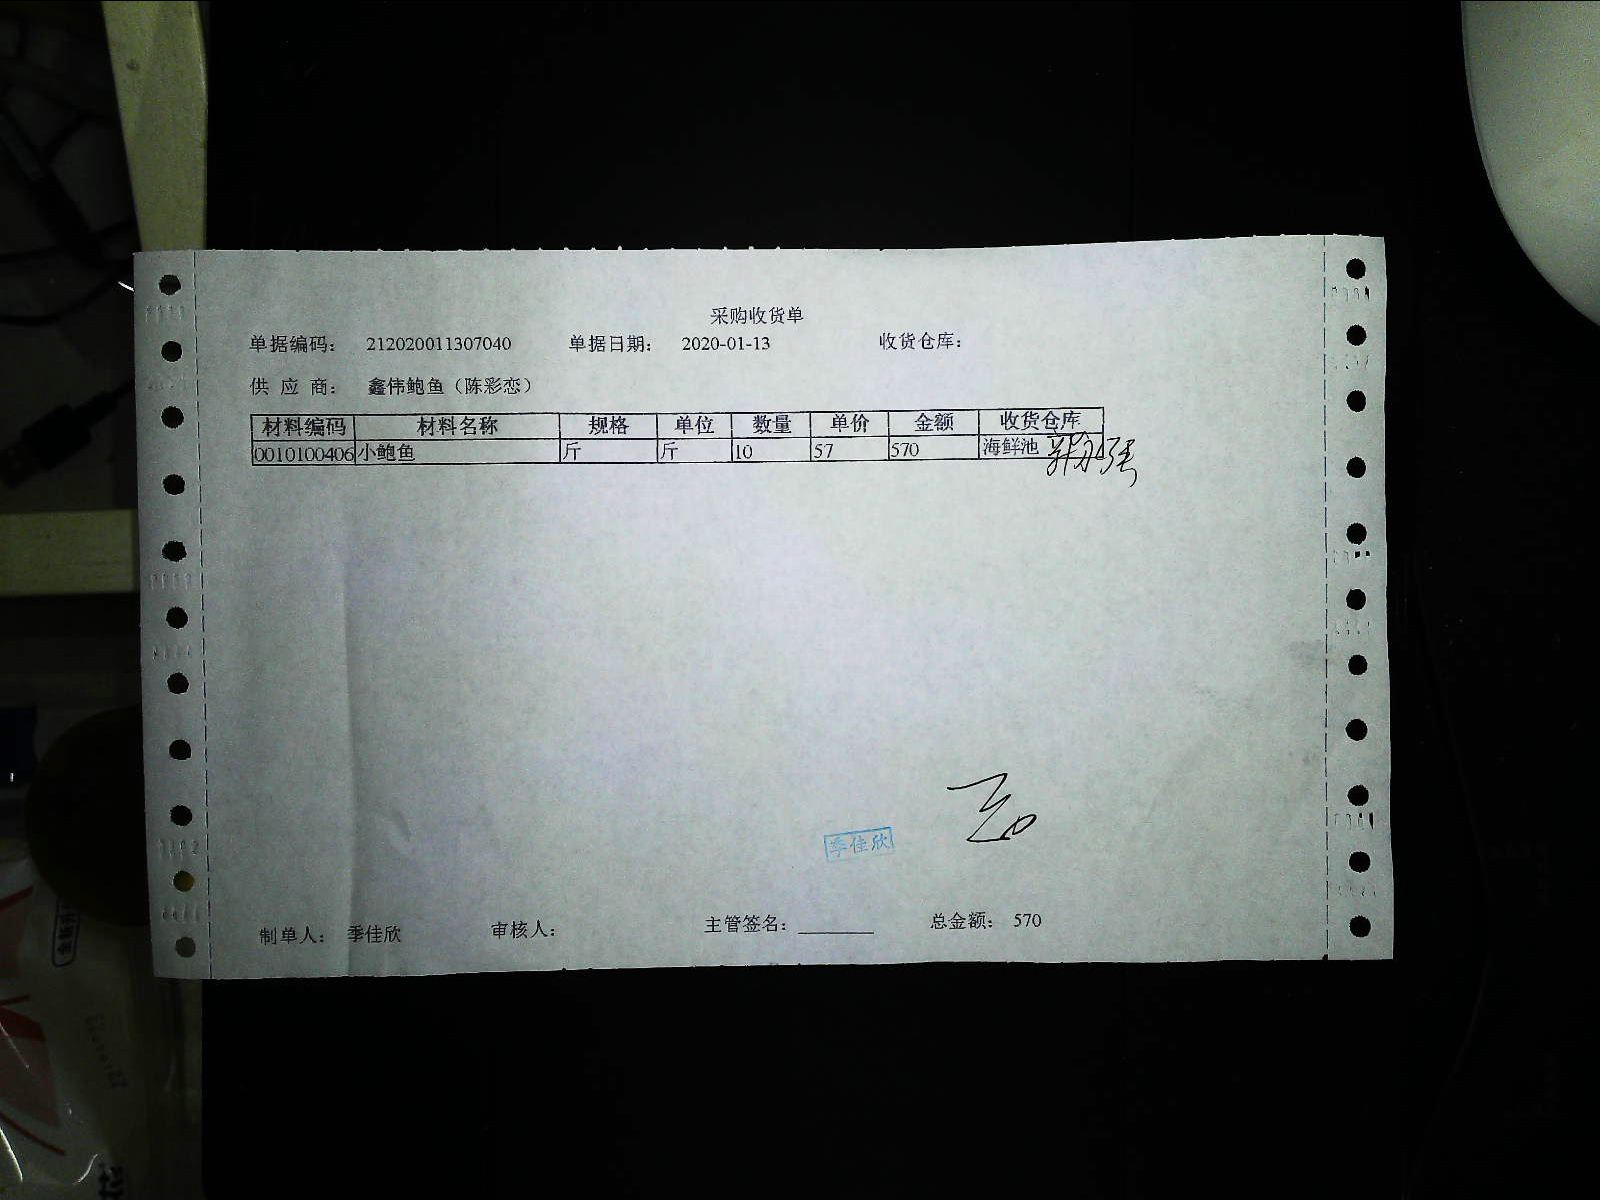 采购收货单
单据编码： 212020011307040 单据日期： 2020-01-13 收货仓库：
供 应 商： 鑫伟鲍鱼（陈彩恋）
材料编码 材料名称 规格 单位 数量 单价 金额 收货仓库
0010100406 小鲍鱼 斤 斤 10 57 570 海鲜池
季佳欣
制单人： 季佳欣 审核人： 主管签名： 总金额： 570